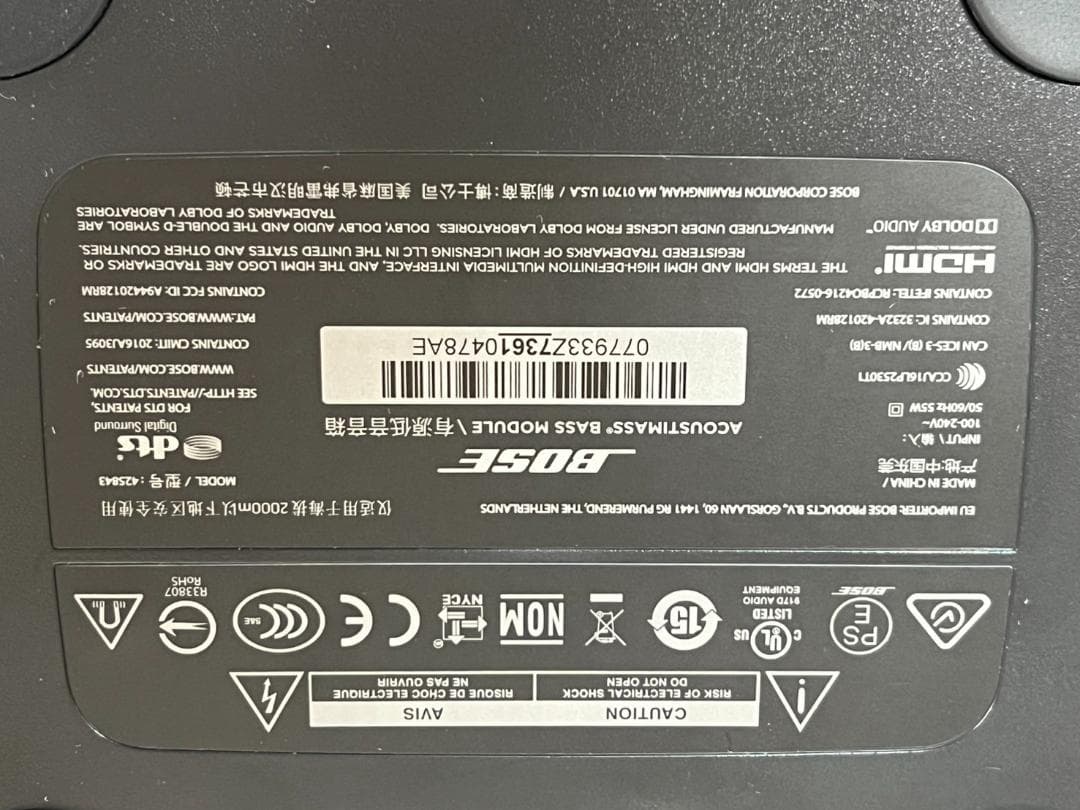 CAUTION
AVIS
RISK OF ELECTRICAL SHOCK
DO NOT OPEN
RISQUE DE CHOC ELECTRIQUE
NE PAS OUVRIR
PS
E
BOSE
C UL US
LISTED
917D AUDIO
EQUIPMENT
15
NOM
NYCE
CE
CCC
S&E
R33807
RoHS
EU IMPORTER: BOSE PRODUCTS B.V., GORSLAAN 60, 1441 RG PURMEREND, THE NETHERLANDS
仅适用于海拔 2000m以下地区安全使用
MADE IN CHINA /
产地:中国东莞
INPUT \ 输入:
100-240V~
50/60Hz 55W
CCAJ16LP2530T1
CAN ICES-3 (B)/ NMB-3(B)
CONTAINS IC: 3232A-420128RM
CONTAINS IFETEL: RCPBO4216-0572
BOSE
ACOUSTIMASS® BASS MODULE \ 有源低音音箱
077933Z73610478AE
MODEL / 型号: 425843
dts
Digital Surround
FOR DTS PATENTS,
SEE HTTP://PATENTS.DTS.COM.
WWW.BOSE.COM/PATENTS
CONTAINS CMIIT: 2016AJ3095
PAT.-WWW.BOSE.COM/PATENTS
CONTAINS FCC ID: A94420128RM
HDMI®
THE TERMS HDMI AND HDMI HIGH-DEFINITION MULTIMEDIA INTERFACE, AND THE HDMI LOGO ARE TRADEMARKS OR
REGISTERED TRADEMARKS OF HDMI LICENSING LLC IN THE UNITED STATES AND OTHER COUNTRIES.
DOLBY AUDIO™
MANUFACTURED UNDER LICENSE FROM DOLBY LABORATORIES. DOLBY, DOLBY AUDIO AND THE DOUBLE-D SYMBOL ARE
TRADEMARKS OF DOLBY LABORATORIES
BOSE CORPORATION FRAMINGHAM, MA 01701 U.S.A / 制造商:博士公司 美国麻省弗雷明汉市芒顿